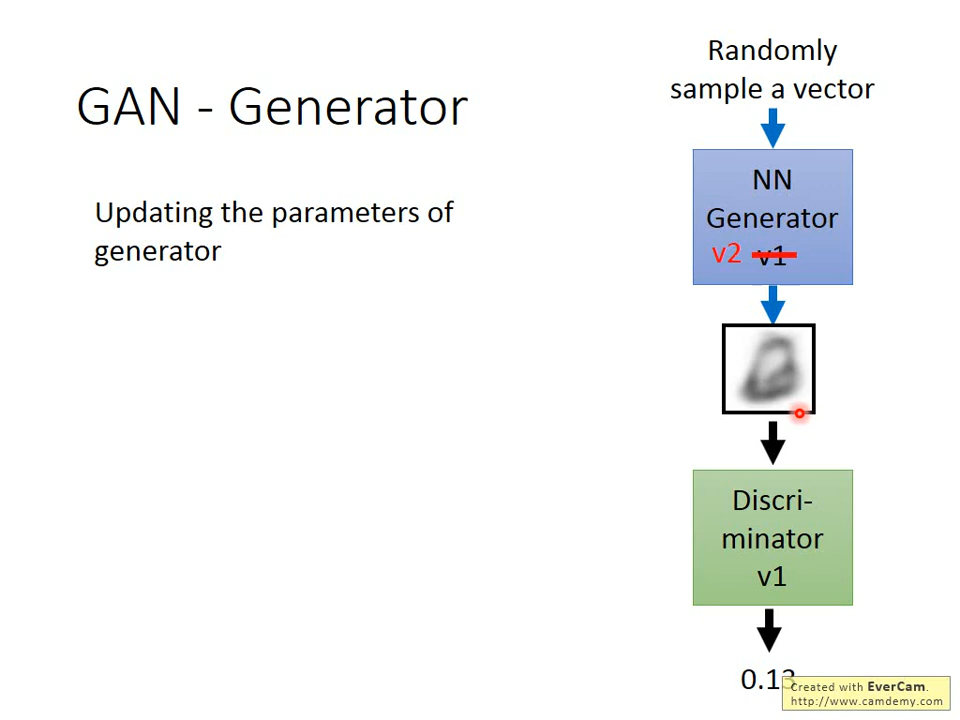 GAN - Generator
Updating the parameters of
generator
Randomly
sample a vector
NN
Generator
v2 v1
Discri-
minator
v1
0.13
Created with EverCam.
http://www.camdemy.com